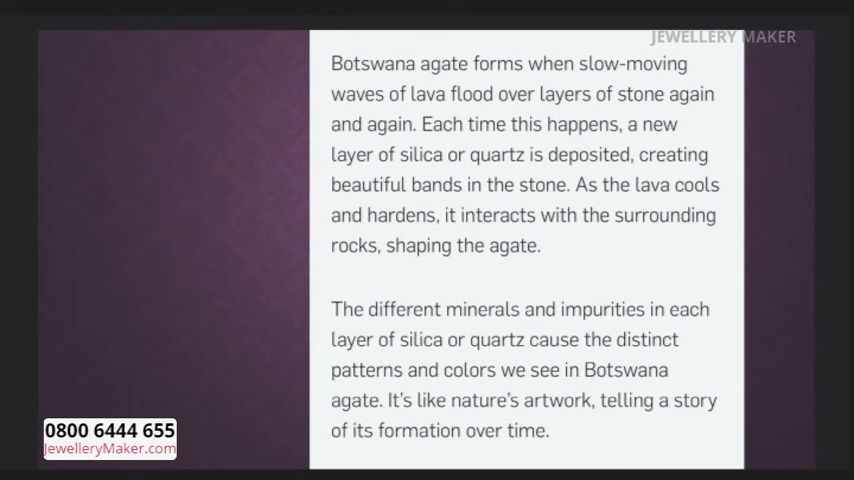 JEWELLERY MAKER
Botswana agate forms when slow-moving
waves of lava flood over layers of stone again
and again. Each time this happens, a new
layer of silica or quartz is deposited, creating
beautiful bands in the stone. As the lava cools
and hardens, it interacts with the surrounding
rocks, shaping the agate.
The different minerals and impurities in each
layer of silica or quartz cause the distinct
patterns and colors we see in Botswana
agate. It's like nature's artwork, telling a story
of its formation over time.
0800 6444 655
JewelleryMaker.com